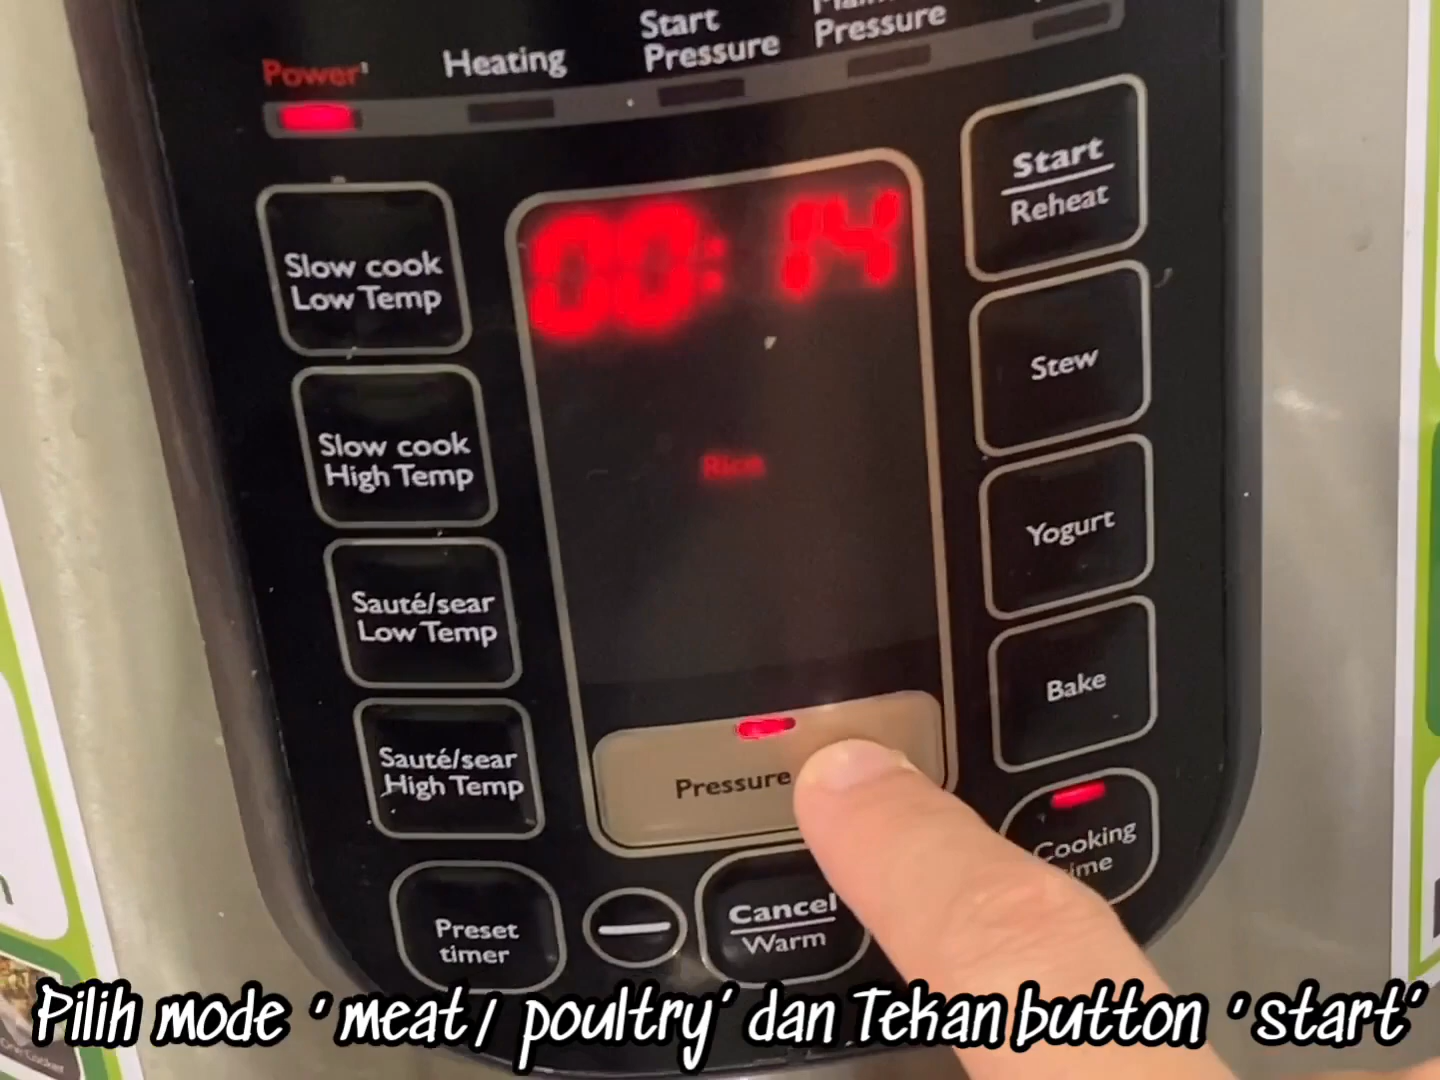 Power
Heating
Start
Pressure
Pressure
Start
Reheat
00:14
Slow cook
Low Temp
Stew
Slow cook
High Temp
Rice
Yogurt
Sauté/sear
Low Temp
Bake
Sauté/sear
High Temp
Pressure
Cooking
Preset
timer
Cancel
Warm
Pilih mode 'meat/ poultry' dan Tekan button 'start'